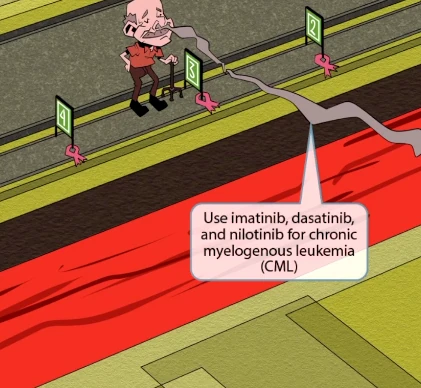 2
3
4
Use imatinib, dasatinib,
and nilotinib for chronic
myelogenous leukemia
(CML)